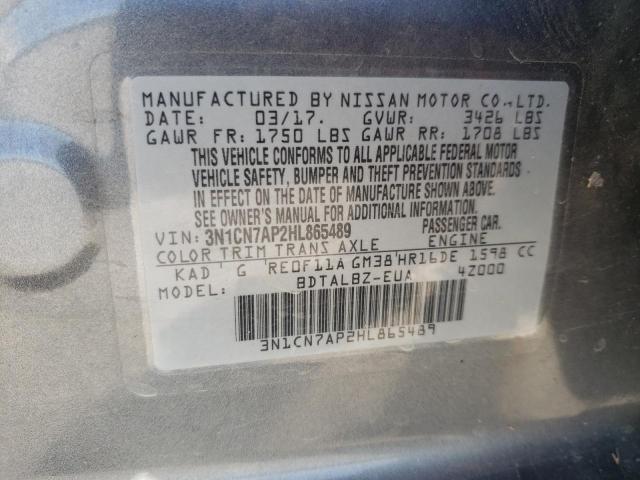 MANUFACTURED BY NISSAN MOTOR CO.,LTD.
DATE: 03/17. GVWR: 3426 LBS
GAWR FR: 1750 LBS GAWR RR: 1708 LBS
THIS VEHICLE CONFORMS TO ALL APPLICABLE FEDERAL MOTOR
VEHICLE SAFETY, BUMPER AND THEFT PREVENTION STANDARDS
IN EFFECT ON THE DATE OF MANUFACTURE SHOWN ABOVE.
SEE OWNER'S MANUAL FOR ADDITIONAL INFORMATION.
VIN: 3N1CN7AP2HL865489 PASSENGER CAR.
COLOR TRIM TRANS AXLE ENGINE
KAD G RE0F11A GM38 HR16DE 1598 CC
MODEL: BDTALBZ-EUA 4Z000
3N1CN7AP2HL865489